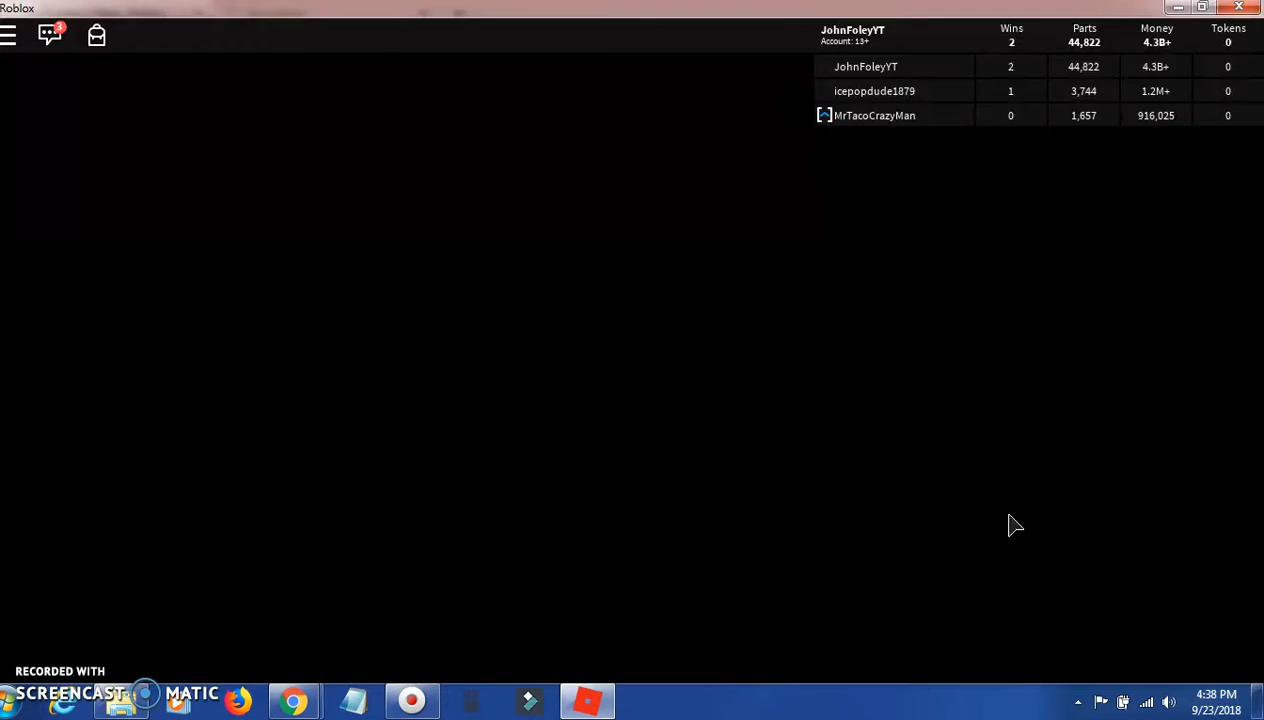 Roblox
3
JohnFoleyYT Wins Parts Money Tokens
Account: 13+ 2 44,822 4.3B+ 0
JohnFoleyYT 2 44,822 4.3B+ 0
icepopdude1879 1 3,744 1.2M+ 0
MrTacoCrazyMan 0 1,657 916,025 0
RECORDED WITH
SCREENCAST MATIC
4:38 PM
9/23/2018